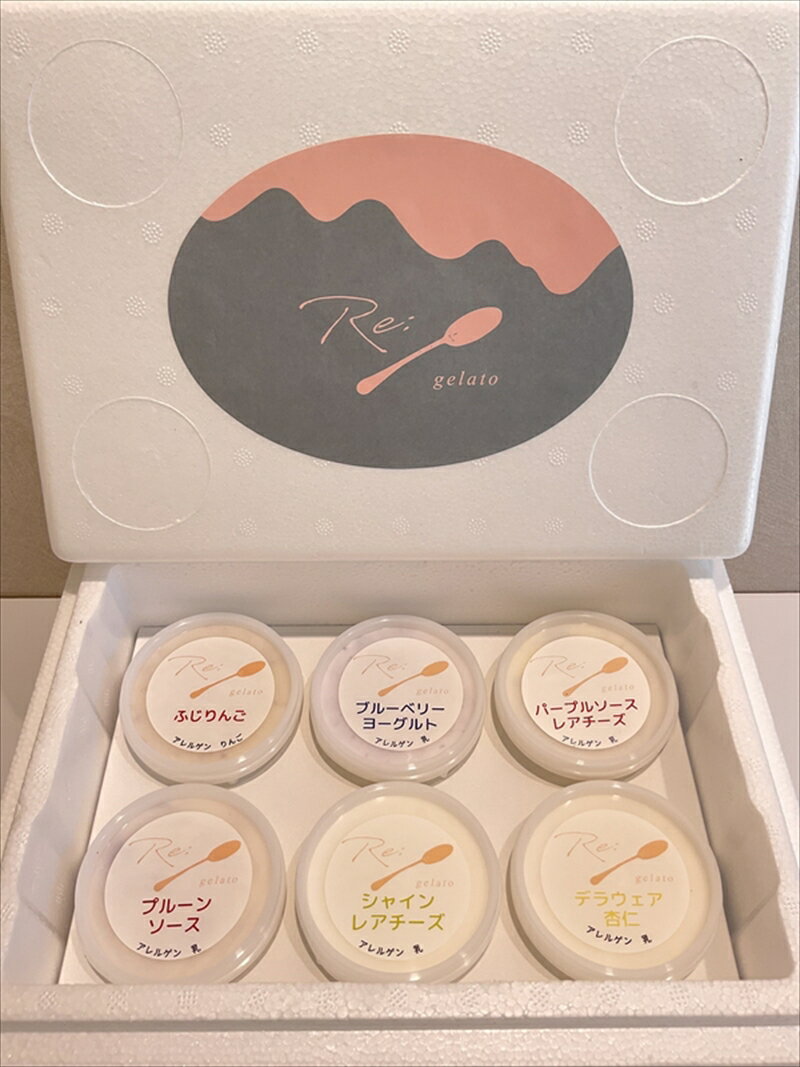 Re:
gelato
Re:
gelato
ふじりんご
アレルゲン りんご
Re:
gelato
ブルーベリー
ヨーグルト
アレルゲン 乳
Re:
gelato
パープルソース
レアチーズ
アレルゲン 乳
Re:
gelato
プルーン
ソース
アレルゲン 乳
Re:
gelato
シャイン
レアチーズ
アレルゲン 乳
Re:
gelato
デラウェア
杏仁
アレルゲン 乳